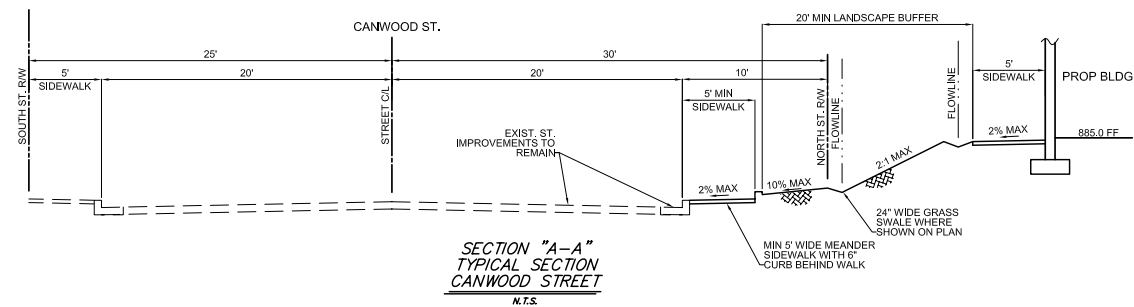 20' MIN LANDSCAPE BUFFER
CANWOOD ST.
25'
30'
5'
SIDEWALK
20'
20'
10'
5'
SIDEWALK
PROP BLDG
5' MIN
SIDEWALK
SOUTH ST. R/W
STREET C/L
NORTH ST. R/W
FLOWLINE
FLOWLINE
EXIST. ST.
IMPROVEMENTS TO
REMAIN
2% MAX
885.0 FF
2:1 MAX
2% MAX
10% MAX
24" WIDE GRASS
SWALE WHERE
SHOWN ON PLAN
MIN 5' WIDE MEANDER
SIDEWALK WITH 6"
CURB BEHIND WALK
SECTION "A-A"
TYPICAL SECTION
CANWOOD STREET
N.T.S.